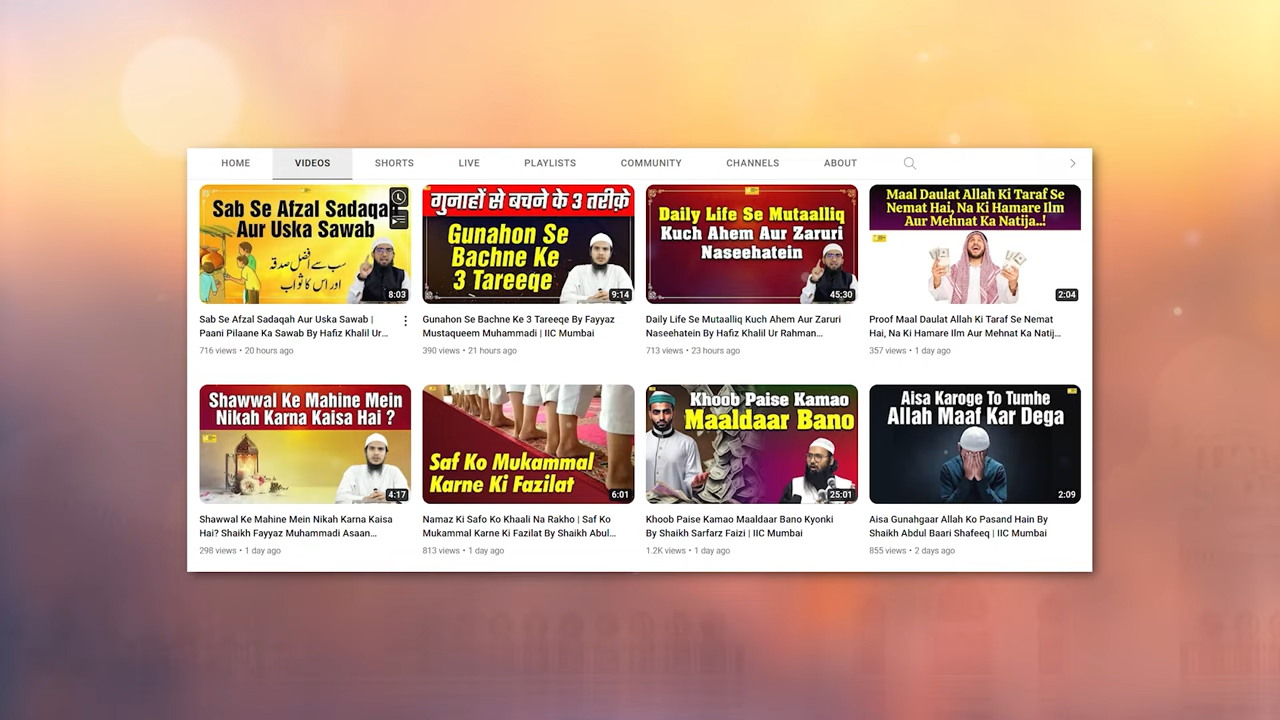 HOME VIDEOS SHORTS LIVE PLAYLISTS COMMUNITY CHANNELS ABOUT
Sab Se Afzal Sadaqa
Aur Uska Sawab
سب سے افضل صدقہ
اور اس کا ثواب
8:03
Sab Se Afzal Sadaqah Aur Uska Sawab |
Paani Pilaane Ka Sawab By Hafiz Khalil Ur...
716 views • 20 hours ago
गुनाहों से बचने के 3 तरीक़े
Gunahon Se
Bachne Ke
3 Tareeqe
9:14
Gunahon Se Bachne Ke 3 Tareeqe By Fayyaz
Mustaqueem Muhammadi | IIC Mumbai
390 views • 21 hours ago
Daily Life Se Mutaalliq
Kuch Ahem Aur Zaruri
Naseehatein
45:30
Daily Life Se Mutaalliq Kuch Ahem Aur Zaruri
Naseehatein By Hafiz Khalil Ur Rahman...
713 views • 23 hours ago
Maal Daulat Allah Ki Taraf Se
Nemat Hai, Na Ki Hamare Ilm
Aur Mehnat Ka Natija..!
2:04
Proof Maal Daulat Allah Ki Taraf Se Nemat
Hai, Na Ki Hamare Ilm Aur Mehnat Ka Natij...
357 views • 1 day ago
Shawwal Ke Mahine Mein
Nikah Karna Kaisa Hai ?
4:17
Shawwal Ke Mahine Mein Nikah Karna Kaisa
Hai? Shaikh Fayyaz Muhammadi Asaan...
298 views • 1 day ago
Saf Ko Mukammal
Karne Ki Fazilat
6:01
Namaz Ki Safo Ko Khaali Na Rakho | Saf Ko
Mukammal Karne Ki Fazilat By Shaikh Abul...
813 views • 1 day ago
Khoob Paise Kamao
Maaldaar Bano
25:01
Khoob Paise Kamao Maaldaar Bano Kyonki
By Shaikh Sarfarz Faizi | IIC Mumbai
1.2K views • 1 day ago
Aisa Karoge To Tumhe
Allah Maaf Kar Dega
2:09
Aisa Gunahgaar Allah Ko Pasand Hain By
Shaikh Abdul Baari Shafeeq | IIC Mumbai
855 views • 2 days ago